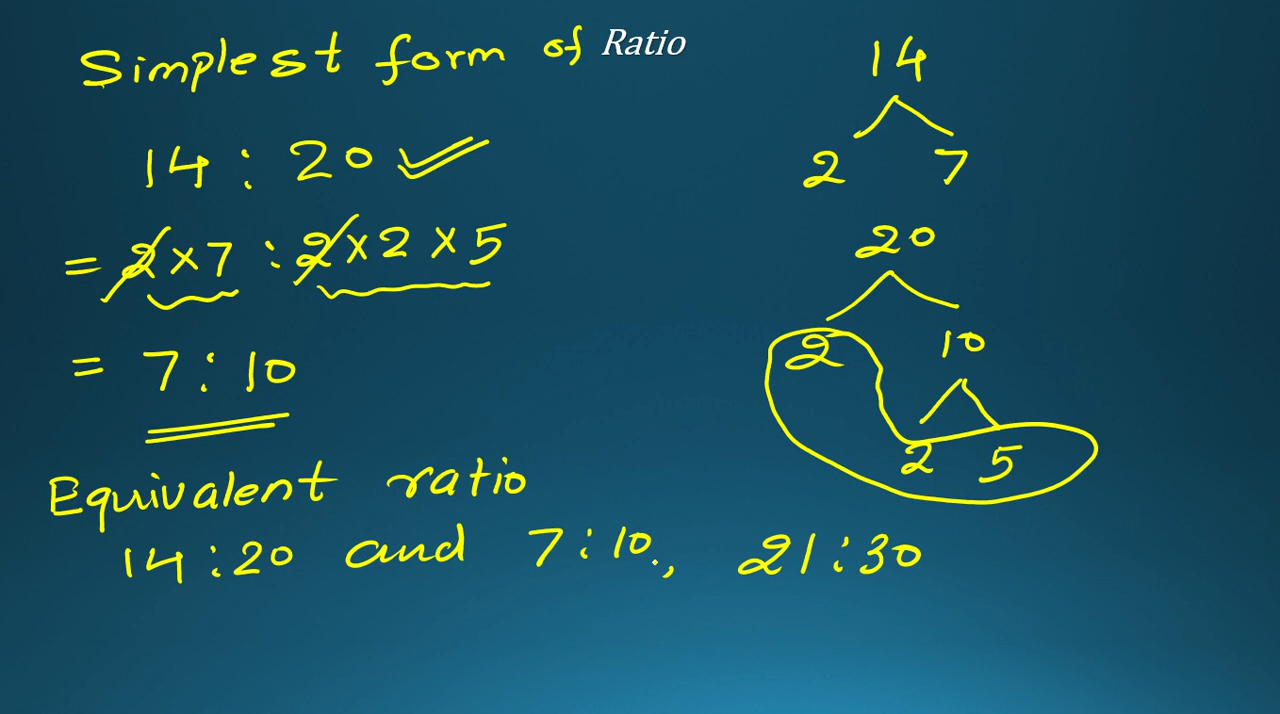 Simplest form of Ratio
14 : 20
= 2 × 7 : 2 × 2 × 5
= 7 : 10
Equivalent ratio
14 : 20 and 7 : 10, 21 : 30
14
2 7
20
2 10
2 5